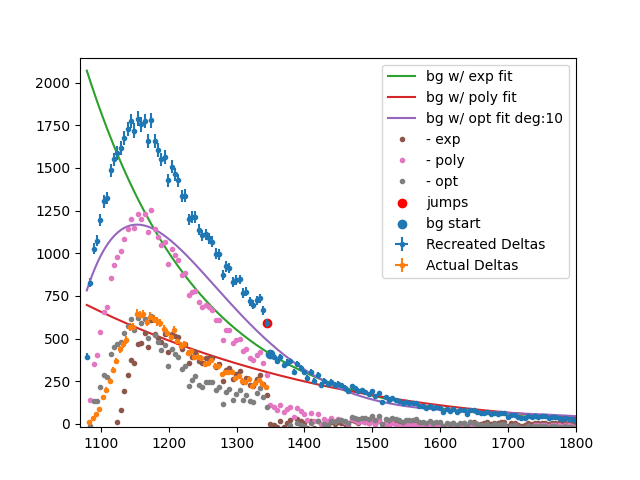 2000
1750
1500
1250
1000
750
500
250
0
1100
1200
1300
1400
1500
1600
1700
1800
bg w/ exp fit
bg w/ poly fit
bg w/ opt fit deg:10
- exp
- poly
- opt
jumps
bg start
Recreated Deltas
Actual Deltas